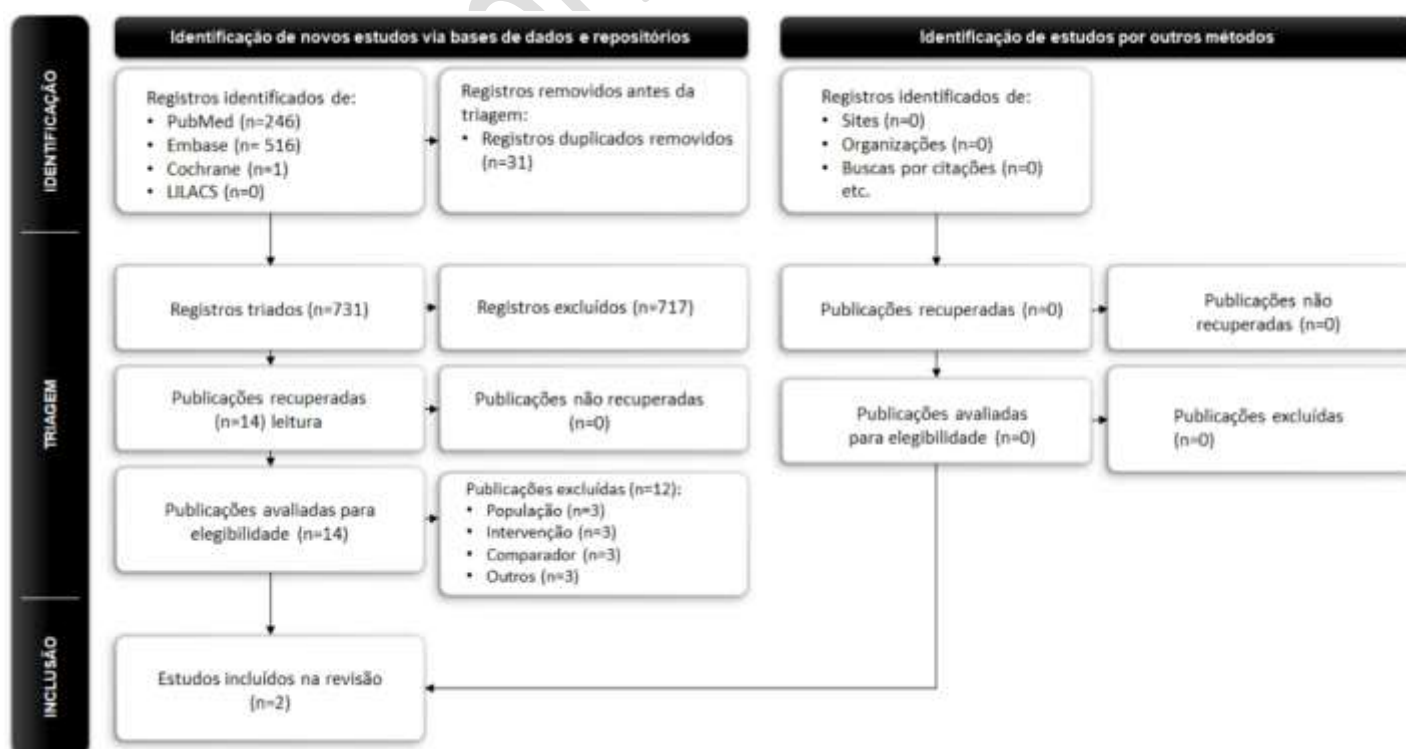 Identificação de novos estudos via bases de dados e repositórios
Identificação de estudos por outros métodos
IDENTIFICAÇÃO
Registros identificados de:
• PubMed (n=246)
• Embase (n= 516)
• Cochrane (n=1)
• LILACS (n=0)
Registros removidos antes da
triagem:
• Registros duplicados removidos
(n=31)
Registros identificados de:
• Sites (n=0)
• Organizações (n=0)
• Buscas por citações (n=0)
etc.
TRIAGEM
Registros triados (n=731)
Registros excluídos (n=717)
Publicações recuperadas (n=0)
Publicações não
recuperadas (n=0)
Publicações recuperadas
(n=14) leitura
Publicações não recuperadas
(n=0)
Publicações avaliadas
para elegibilidade (n=0)
Publicações excluídas
(n=0)
Publicações avaliadas para
elegibilidade (n=14)
Publicações excluídas (n=12):
• População (n=3)
• Intervenção (n=3)
• Comparador (n=3)
• Outros (n=3)
INCLUSÃO
Estudos incluídos na revisão
(n=2)